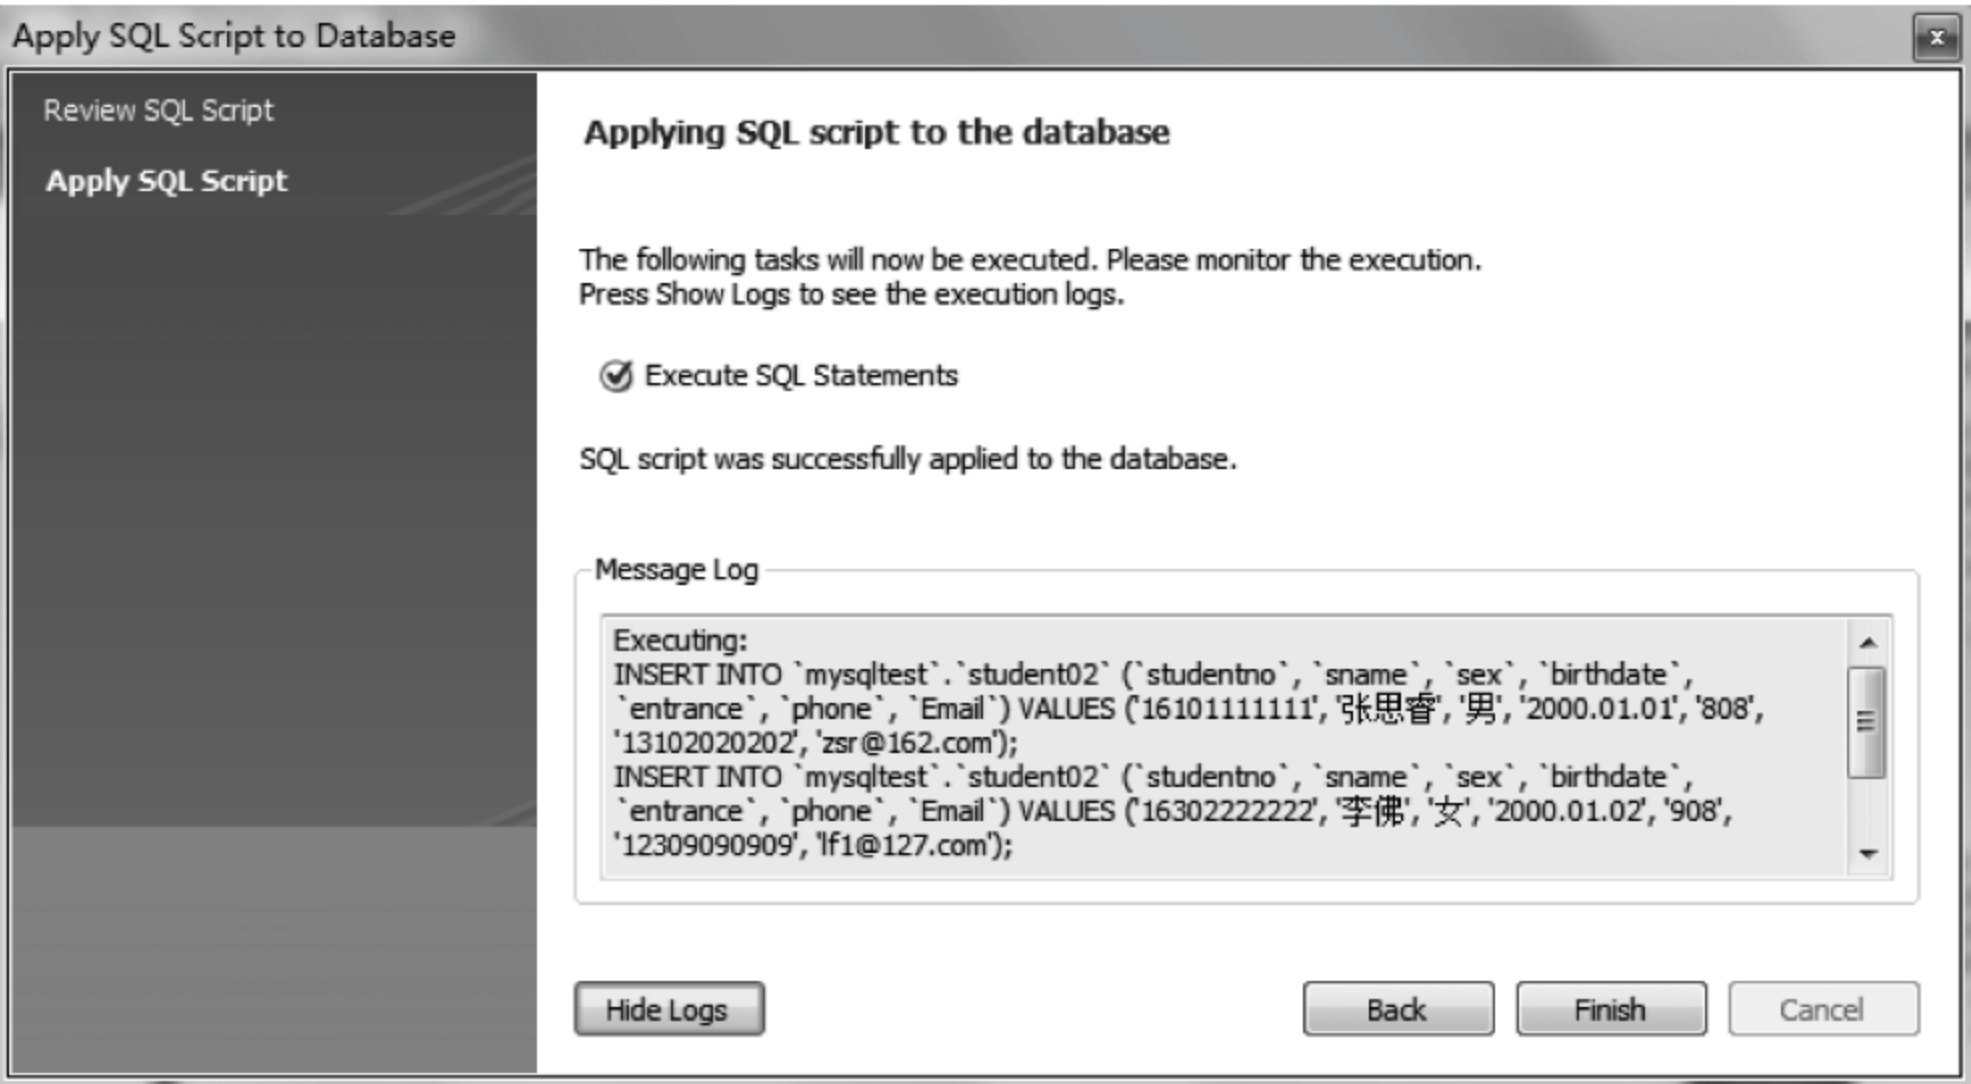 Apply SQL Script to Database
x
Review SQL Script
Apply SQL Script
Applying SQL script to the database
The following tasks will now be executed. Please monitor the execution.
Press Show Logs to see the execution logs.
Execute SQL Statements
SQL script was successfully applied to the database.
Message Log
Executing:
INSERT INTO `mysqltest`.`student02` (`studentno`, `sname`, `sex`, `birthdate`,
`entrance`, `phone`, `Email`) VALUES ('16101111111', '张思睿', '男', '2000.01.01', '808',
'13102020202', 'zsr@162.com');
INSERT INTO `mysqltest`.`student02` (`studentno`, `sname`, `sex`, `birthdate`,
`entrance`, `phone`, `Email`) VALUES ('16302222222', '李佛', '女', '2000.01.02', '908',
'12309090909', 'lf1@127.com');
Hide Logs
Back
Finish
Cancel